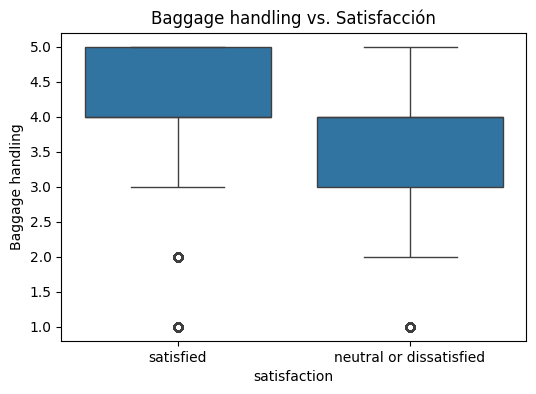 Baggage handling vs. Satisfacción
Baggage handling
5.0
4.5
4.0
3.5
3.0
2.5
2.0
1.5
1.0
satisfied
neutral or dissatisfied
satisfaction